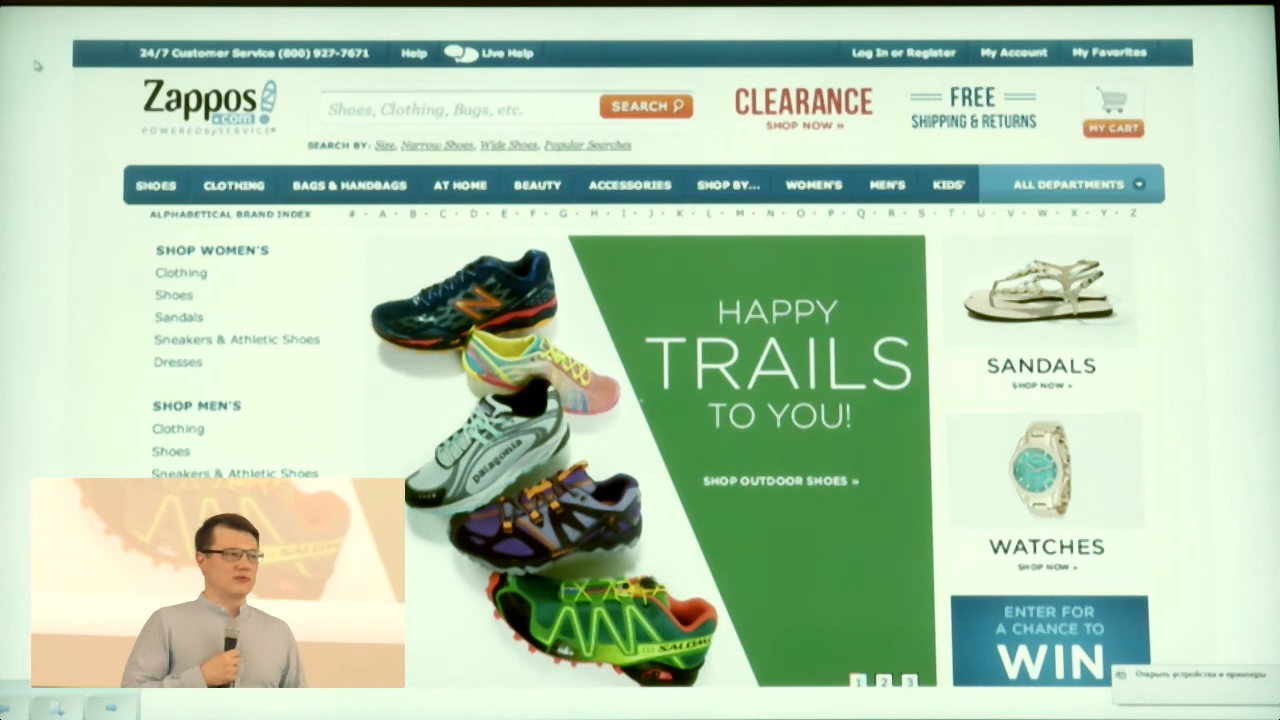 24/7 Customer Service (800) 927-7671 Help Live Help Log In or Register My Account My Favorites
Zappos
.com
POWERED by SERVICE®
Shoes, Clothing, Bags, etc. SEARCH
CLEARANCE
SHOP NOW »
FREE
SHIPPING & RETURNS
MY CART
SEARCH BY: Size, Narrow Shoes, Wide Shoes, Popular Searches
SHOES CLOTHING BAGS & HANDBAGS AT HOME BEAUTY ACCESSORIES SHOP BY... WOMEN'S MEN'S KIDS' ALL DEPARTMENTS
ALPHABETICAL BRAND INDEX # · A · B · C · D · E · F · G · H · I · J · K · L · M · N · O · P · Q · R · S · T · U · V · W · X · Y · Z
SHOP WOMEN'S
Clothing
Shoes
Sandals
Sneakers & Athletic Shoes
Dresses
SHOP MEN'S
Clothing
Shoes
Sneakers & Athletic Shoes
N
patagonia
SALOMON
HAPPY
TRAILS
TO YOU!
SHOP OUTDOOR SHOES »
1 2 3
SANDALS
SHOP NOW »
WATCHES
SHOP NOW »
ENTER FOR
A CHANCE TO
WIN
Открыть устройства и принтеры